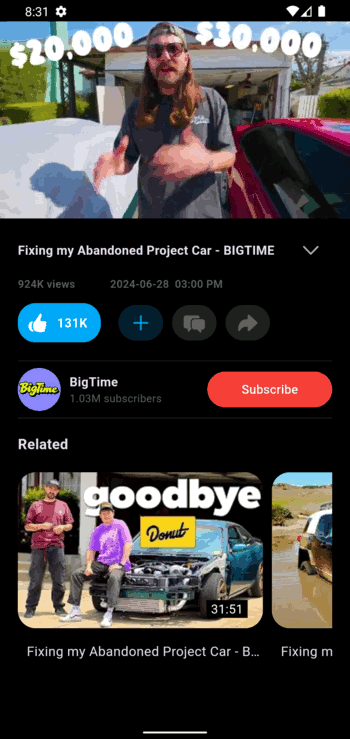 8:31
$20,000 $30,000
Fixing my Abandoned Project Car - BIGTIME
924K views 2024-06-28 03:00 PM
131K
BigTime
BigTime
1.03M subscribers
Subscribe
Related
goodbye
Donut
31:51
Fixing my Abandoned Project Car - B...
Fixing m